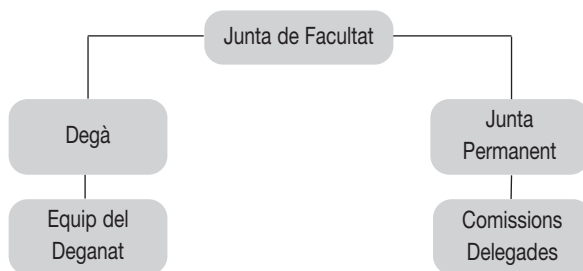 Junta de Facultat
Degà
Junta
Permanent
Equip del
Deganat
Comissions
Delegades